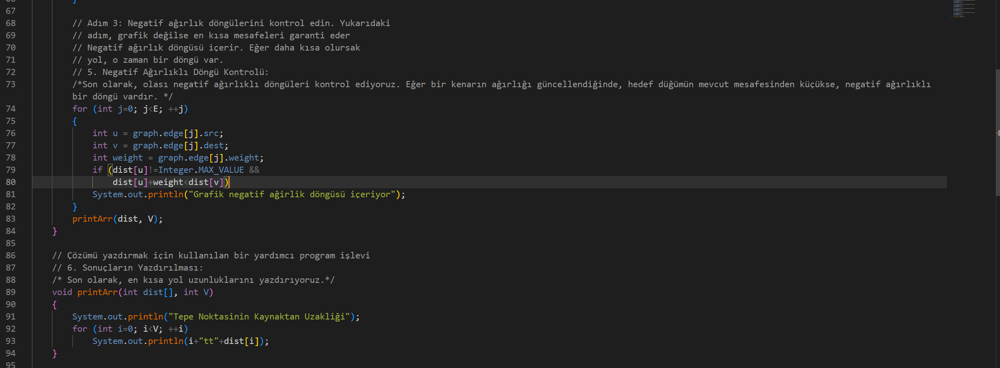 66 }
67
68 // Adım 3: Negatif ağırlık döngülerini kontrol edin. Yukarıdaki
69 // adım, grafik değilse en kısa mesafeleri garanti eder
70 // Negatif ağırlık döngüsü içerir. Eğer daha kısa olursak
71 // yol, o zaman bir döngü var.
72 // 5. Negatif Ağırlıklı Döngü Kontrolü:
73 /*Son olarak, olası negatif ağırlıklı döngüleri kontrol ediyoruz. Eğer bir kenarın ağırlığı güncellendiğinde, hedef düğümün mevcut mesafesinden küçükse, negatif ağırlıklı
bir döngü vardır. */
74 for (int j=0; j<E; ++j)
75 {
76 int u = graph.edge[j].src;
77 int v = graph.edge[j].dest;
78 int weight = graph.edge[j].weight;
79 if (dist[u]!=Integer.MAX_VALUE &&
80 dist[u]+weight<dist[v])
81 System.out.println("Grafik negatif ağirlik döngüsü içeriyor");
82 }
83 printArr(dist, V);
84 }
85
86 // Çözümü yazdırmak için kullanılan bir yardımcı program işlevi
87 // 6. Sonuçların Yazdırılması:
88 /* Son olarak, en kısa yol uzunluklarını yazdırıyoruz.*/
89 void printArr(int dist[], int V)
90 {
91 System.out.println("Tepe Noktasinin Kaynaktan Uzakliği");
92 for (int i=0; i<V; ++i)
93 System.out.println(i+"tt"+dist[i]);
94 }
95